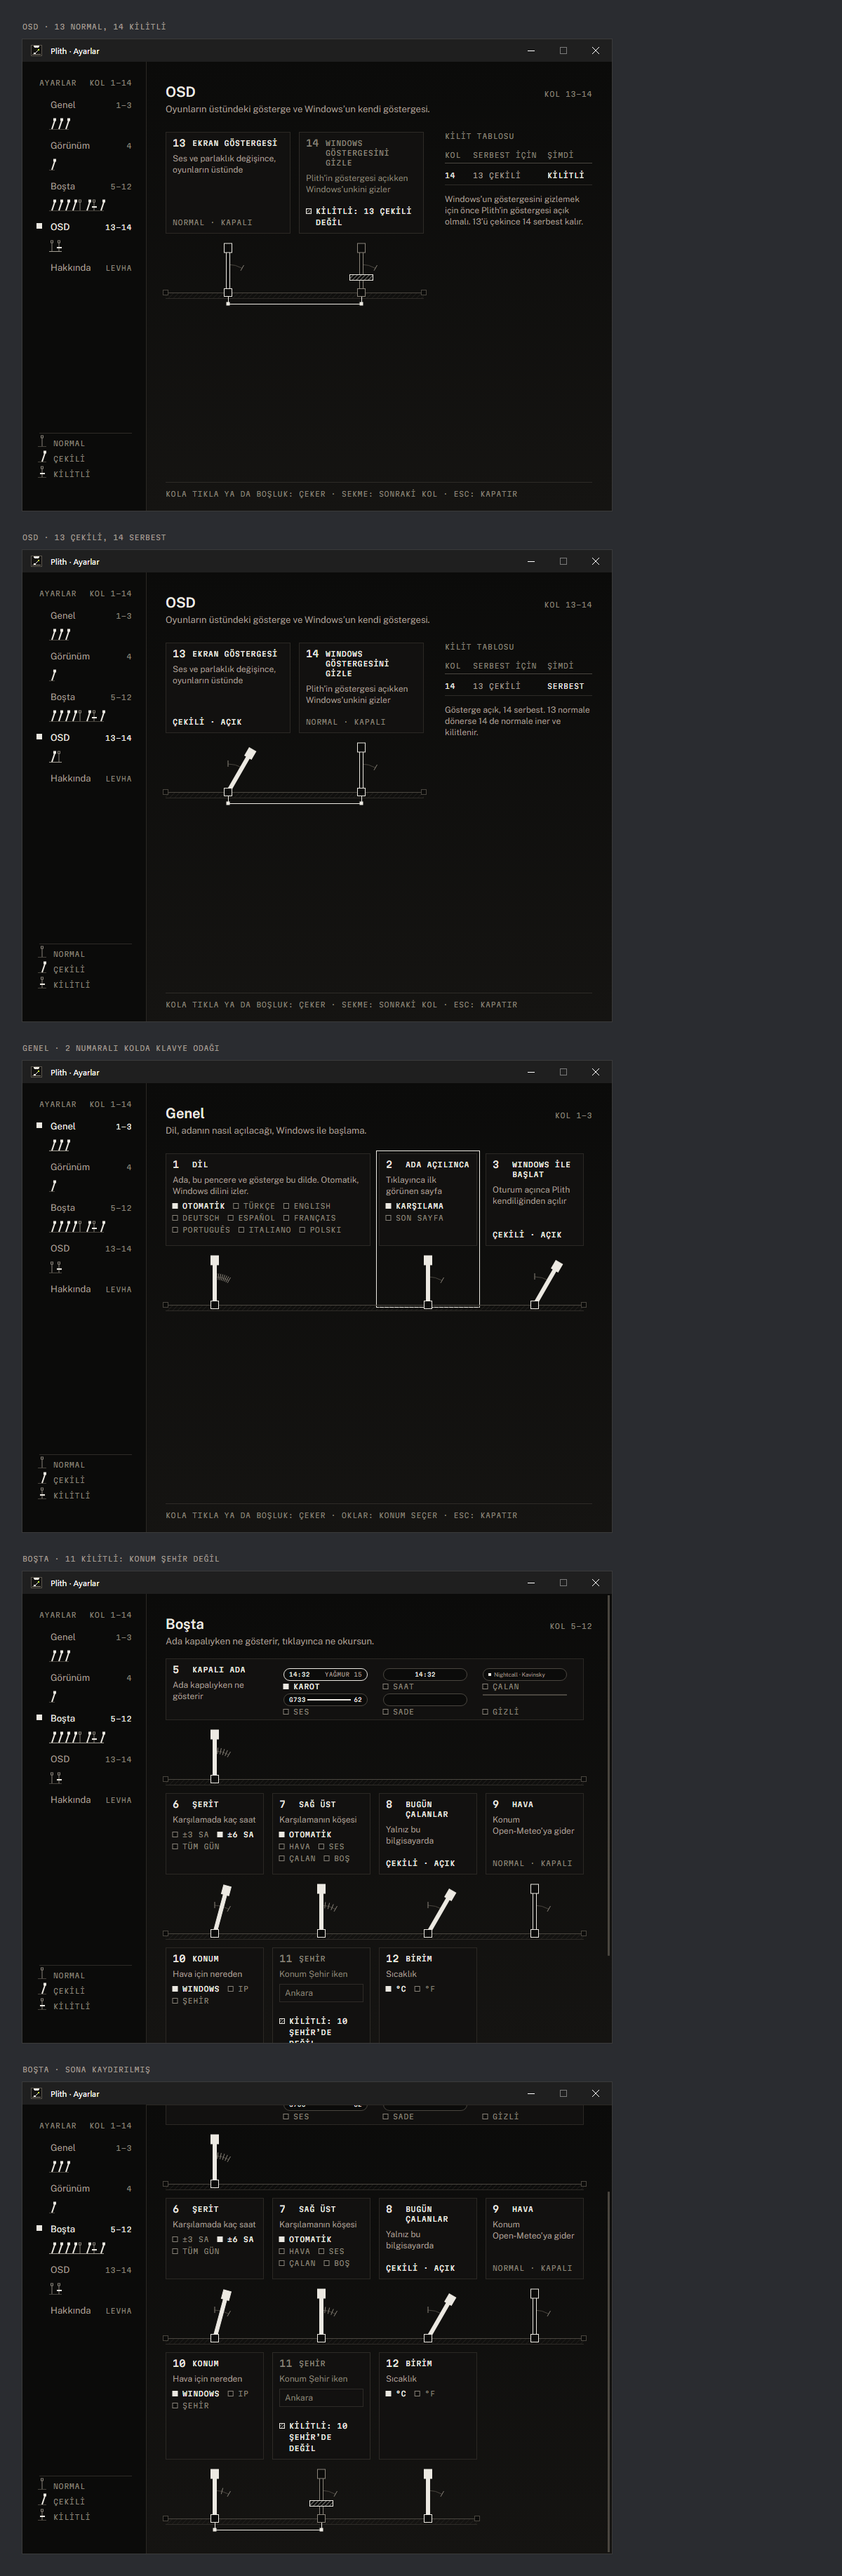 OSD · 13 NORMAL, 14 KİLİTLİ
Plith · Ayarlar
AYARLAR KOL 1–14
Genel 1–3
Görünüm 4
Boşta 5–12
OSD 13–14
Hakkında LEVHA
NORMAL
ÇEKİLİ
KİLİTLİ
OSD
KOL 13–14
Oyunların üstündeki gösterge ve Windows'un kendi göstergesi.
13 EKRAN GÖSTERGESİ
Ses ve parlaklık değişince,
oyunların üstünde
NORMAL · KAPALI
14 WINDOWS
GÖSTERGESİNİ
GİZLE
Plith'in göstergesi açıkken
Windows'unkini gizler
KİLİTLİ: 13 ÇEKİLİ
DEĞİL
KİLİT TABLOSU
KOL SERBEST İÇİN ŞİMDİ
14 13 ÇEKİLİ KİLİTLİ
Windows'un göstergesini gizlemek
için önce Plith'in göstergesi açık
olmalı. 13'ü çekince 14 serbest kalır.
KOLA TIKLA YA DA BOŞLUK: ÇEKER · SEKME: SONRAKİ KOL · ESC: KAPATIR
OSD · 13 ÇEKİLİ, 14 SERBEST
Plith · Ayarlar
AYARLAR KOL 1–14
Genel 1–3
Görünüm 4
Boşta 5–12
OSD 13–14
Hakkında LEVHA
NORMAL
ÇEKİLİ
KİLİTLİ
OSD
KOL 13–14
Oyunların üstündeki gösterge ve Windows'un kendi göstergesi.
13 EKRAN GÖSTERGESİ
Ses ve parlaklık değişince,
oyunların üstünde
ÇEKİLİ · AÇIK
14 WINDOWS
GÖSTERGESİNİ
GİZLE
Plith'in göstergesi açıkken
Windows'unkini gizler
NORMAL · KAPALI
KİLİT TABLOSU
KOL SERBEST İÇİN ŞİMDİ
14 13 ÇEKİLİ SERBEST
Gösterge açık, 14 serbest. 13 normale
dönerse 14 de normale iner ve
kilitlenir.
KOLA TIKLA YA DA BOŞLUK: ÇEKER · SEKME: SONRAKİ KOL · ESC: KAPATIR
GENEL · 2 NUMARALI KOLDA KLAVYE ODAĞI
Plith · Ayarlar
AYARLAR KOL 1–14
Genel 1–3
Görünüm 4
Boşta 5–12
OSD 13–14
Hakkında LEVHA
NORMAL
ÇEKİLİ
KİLİTLİ
Genel
KOL 1–3
Dil, adanın nasıl açılacağı, Windows ile başlama.
1 DİL
Ada, bu pencere ve gösterge bu dilde. Otomatik,
Windows dilini izler.
OTOMATİK TÜRKÇE ENGLISH
DEUTSCH ESPAÑOL FRANÇAIS
PORTUGUÊS ITALIANO POLSKI
2 ADA AÇILINCA
Tıklayınca ilk
görünen sayfa
KARŞILAMA
SON SAYFA
3 WINDOWS İLE
BAŞLAT
Oturum açınca Plith
kendiliğinden açılır
ÇEKİLİ · AÇIK
KOLA TIKLA YA DA BOŞLUK: ÇEKER · OKLAR: KONUM SEÇER · ESC: KAPATIR
BOŞTA · 11 KİLİTLİ: KONUM ŞEHİR DEĞİL
Plith · Ayarlar
AYARLAR KOL 1–14
Genel 1–3
Görünüm 4
Boşta 5–12
OSD 13–14
Hakkında LEVHA
NORMAL
ÇEKİLİ
KİLİTLİ
Boşta
KOL 5–12
Ada kapalıyken ne gösterir, tıklayınca ne okursun.
5 KAPALI ADA
Ada kapalıyken ne
gösterir
14:32 YAĞMUR 15
KAROT
14:32
SAAT
Nightcall · Kavinsky
ÇALAN
G733 62
SES
SADE
GİZLİ
6 ŞERİT
Karşılamada kaç saat
±3 SA ±6 SA
TÜM GÜN
7 SAĞ ÜST
Karşılamanın köşesi
OTOMATİK
HAVA SES
ÇALAN BOŞ
8 BUGÜN
ÇALANLAR
Yalnız bu
bilgisayarda
ÇEKİLİ · AÇIK
9 HAVA
Konum
Open-Meteo'ya gider
NORMAL · KAPALI
10 KONUM
Hava için nereden
WINDOWS IP
ŞEHİR
11 ŞEHİR
Konum Şehir iken
Ankara
KİLİTLİ: 10
ŞEHİR'DE
DEĞİL
12 BİRİM
Sıcaklık
°C °F
BOŞTA · SONA KAYDIRILMIŞ
Plith · Ayarlar
AYARLAR KOL 1–14
Genel 1–3
Görünüm 4
Boşta 5–12
OSD 13–14
Hakkında LEVHA
NORMAL
ÇEKİLİ
KİLİTLİ
SES
SADE
GİZLİ
6 ŞERİT
Karşılamada kaç saat
±3 SA ±6 SA
TÜM GÜN
7 SAĞ ÜST
Karşılamanın köşesi
OTOMATİK
HAVA SES
ÇALAN BOŞ
8 BUGÜN
ÇALANLAR
Yalnız bu
bilgisayarda
ÇEKİLİ · AÇIK
9 HAVA
Konum
Open-Meteo'ya gider
NORMAL · KAPALI
10 KONUM
Hava için nereden
WINDOWS IP
ŞEHİR
11 ŞEHİR
Konum Şehir iken
Ankara
KİLİTLİ: 10
ŞEHİR'DE
DEĞİL
12 BİRİM
Sıcaklık
°C °F